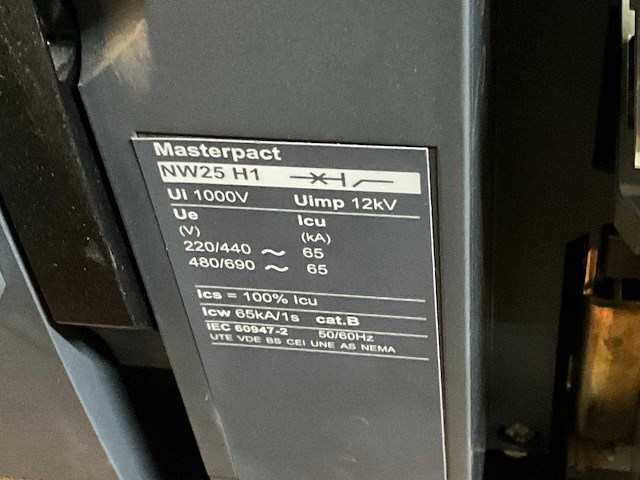 Masterpact
NW25 H1
Ui 1000V Uimp 12kV
Ue Icu
(V) (kA)
220/440 ~ 65
480/690 ~ 65
Ics = 100% Icu
Icw 65kA/1s cat.B
IEC 60947-2 50/60Hz
UTE VDE BS CEI UNE AS NEMA